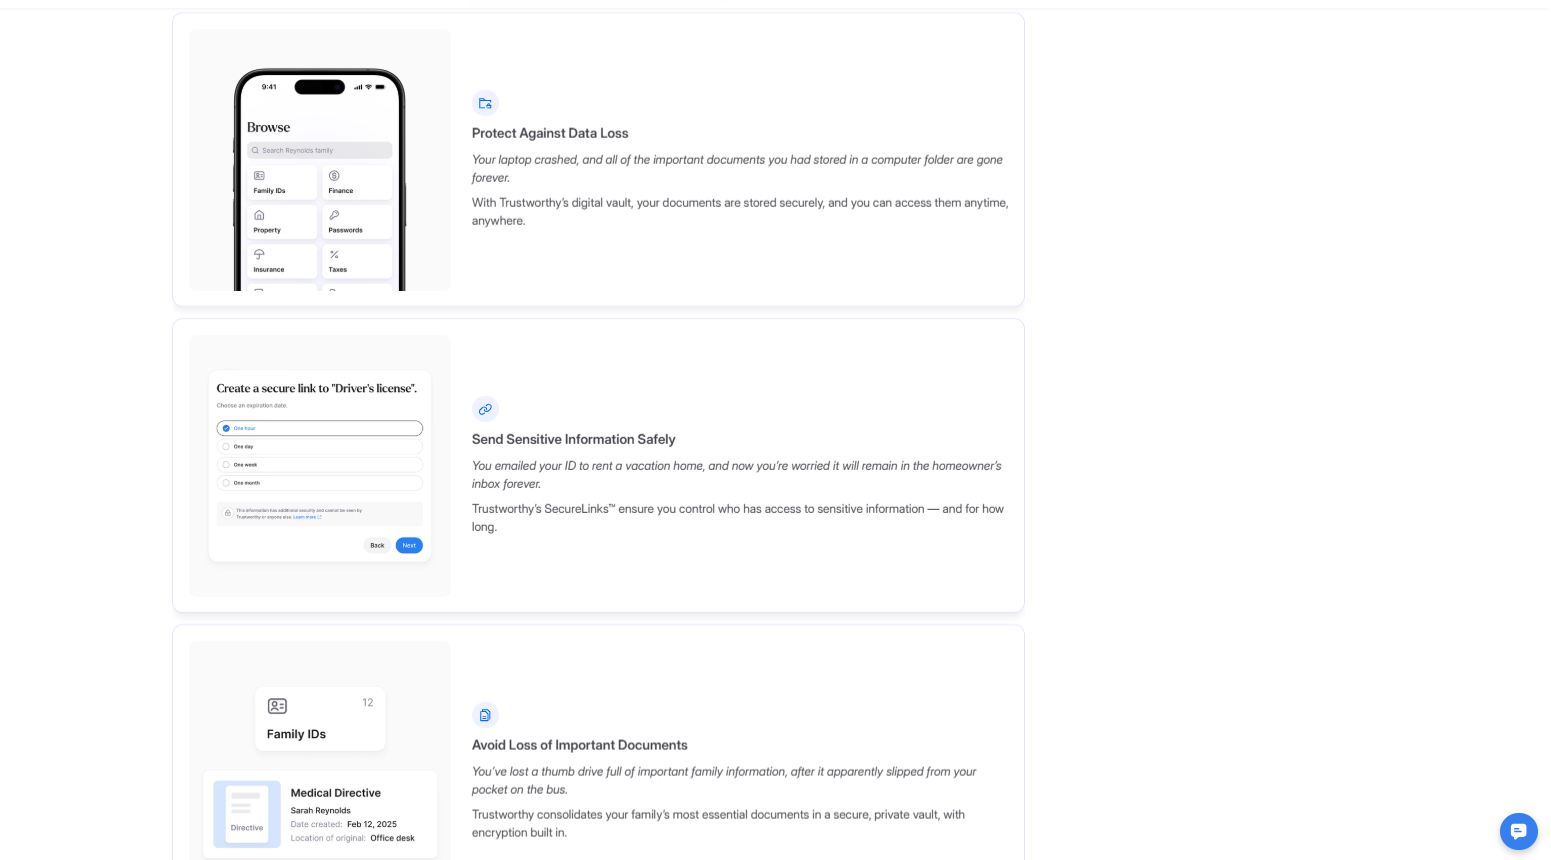 9:41
Browse
Search Reynolds family
Family IDs
Finance
Property
Passwords
Insurance
Taxes
Protect Against Data Loss
Your laptop crashed, and all of the important documents you had stored in a computer folder are gone
forever.
With Trustworthy's digital vault, your documents are stored securely, and you can access them anytime,
anywhere.
Create a secure link to "Driver's license".
Choose an expiration date.
One hour
One day
One week
One month
This information has additional security and cannot be seen by
Trustworthy or anyone else. Learn more
Back
Next
Send Sensitive Information Safely
You emailed your ID to rent a vacation home, and now you're worried it will remain in the homeowner's
inbox forever.
Trustworthy's SecureLinks™ ensure you control who has access to sensitive information — and for how
long.
12
Family IDs
Directive
Medical Directive
Sarah Reynolds
Date created: Feb 12, 2025
Location of original: Office desk
Avoid Loss of Important Documents
You've lost a thumb drive full of important family information, after it apparently slipped from your
pocket on the bus.
Trustworthy consolidates your family's most essential documents in a secure, private vault, with
encryption built in.